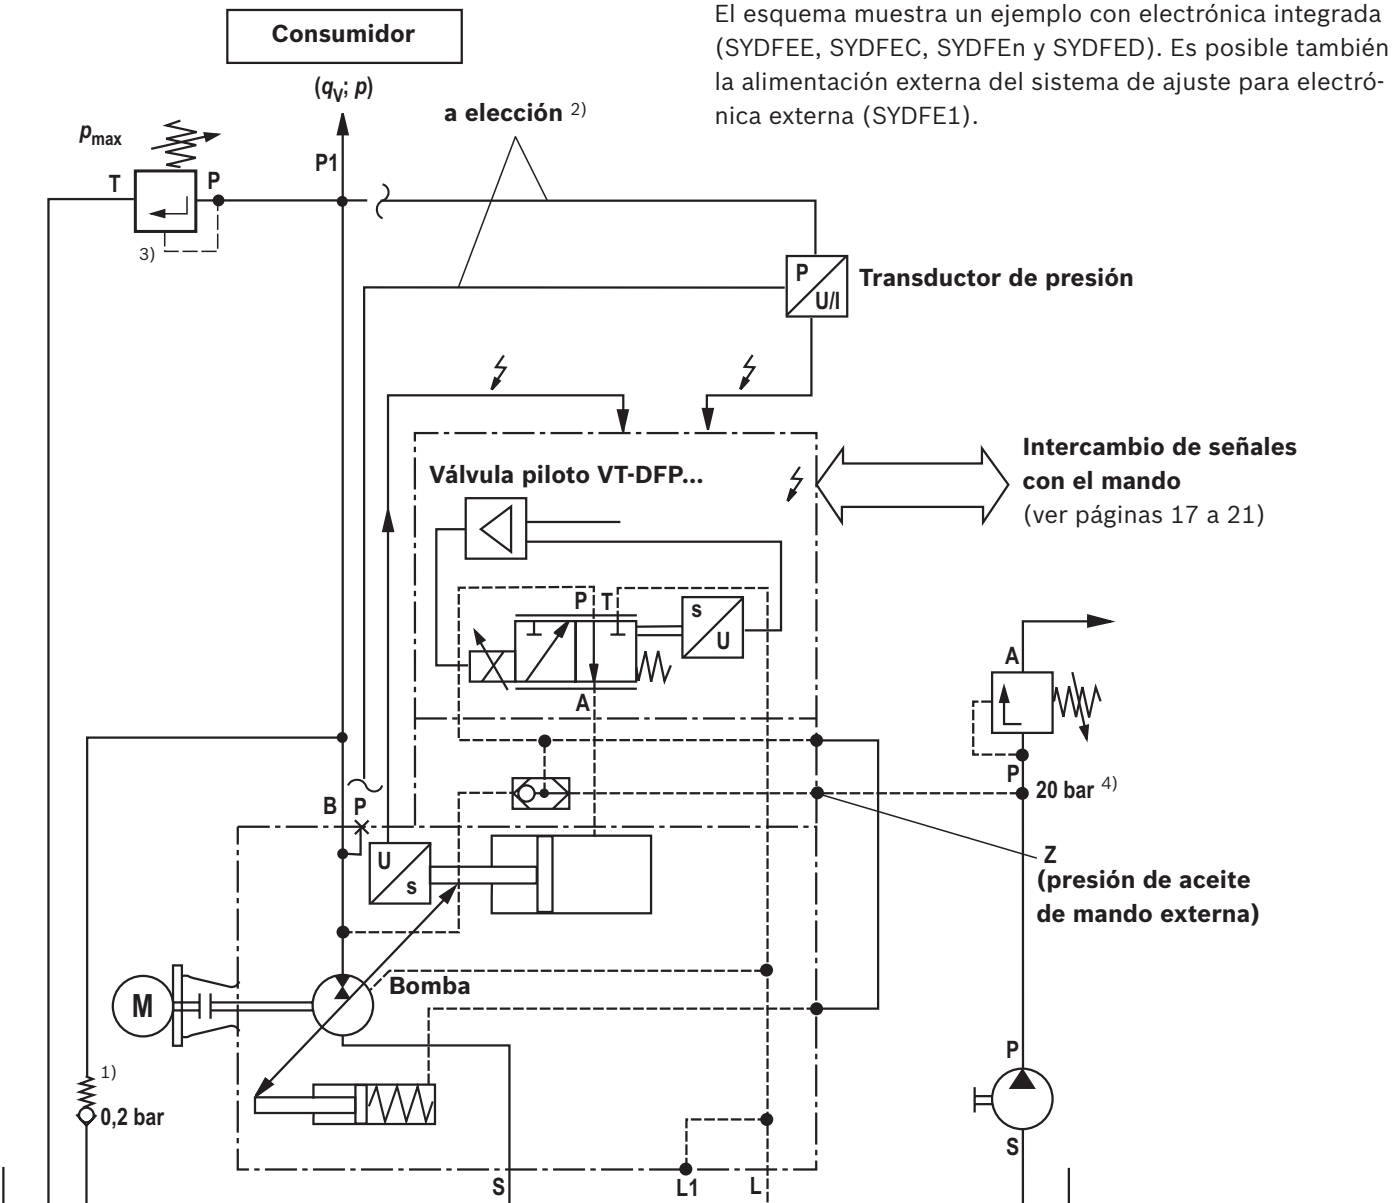 El esquema muestra un ejemplo con electrónica integrada
(SYDFEE, SYDFEC, SYDFEn y SYDFED). Es posible también
la alimentación externa del sistema de ajuste para electró-
nica externa (SYDFE1).
Consumidor
(qV; p)
a elección 2)
pmax
P1
T
P
3)
P
U/I
Transductor de presión
Válvula piloto VT-DFP...
Intercambio de señales
con el mando
(ver páginas 17 a 21)
P
T
s
U
A
A
P
20 bar 4)
B
P
U
s
Z
(presión de aceite
de mando externa)
Bomba
M
P
1)
0,2 bar
S
S
L1
L